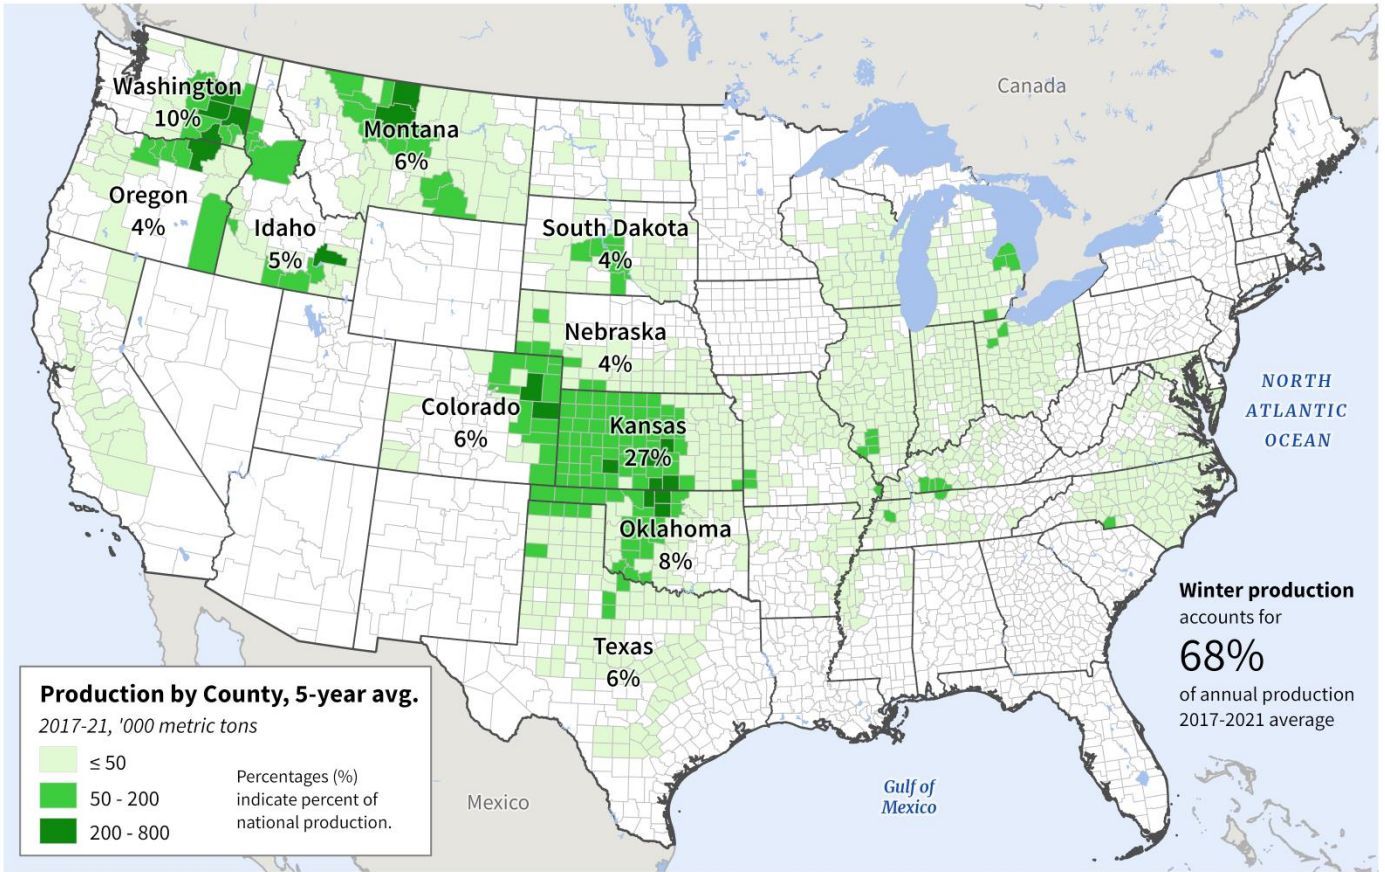 Canada
Washington
10%
Montana
6%
Oregon
4%
Idaho
5%
South Dakota
4%
Nebraska
4%
Colorado
6%
Kansas
27%
Oklahoma
8%
Texas
6%
NORTH
ATLANTIC
OCEAN
Winter production
accounts for
68%
of annual production
2017-2021 average
Gulf of
Mexico
Mexico
Production by County, 5-year avg.
2017-21, '000 metric tons
≤ 50
50 - 200
200 - 800
Percentages (%)
indicate percent of
national production.